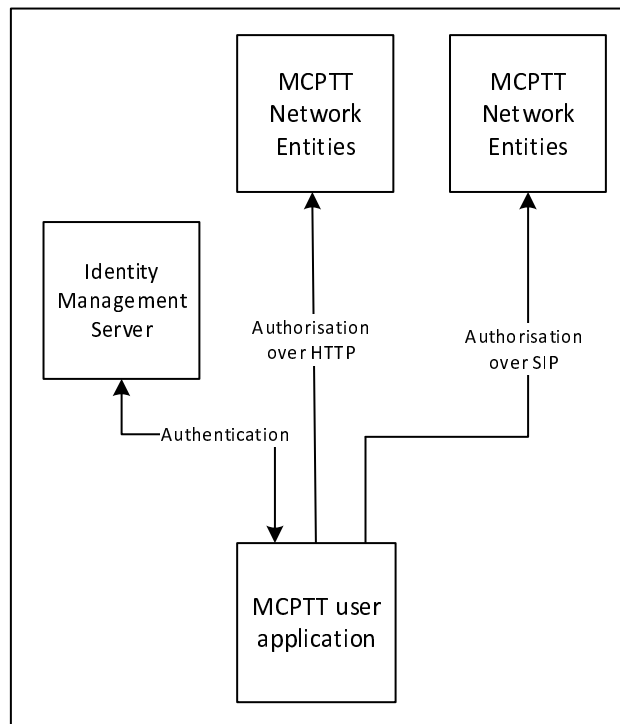 MCPTT
Network
Entities
MCPTT
Network
Entities
Identity
Management
Server
Authorisation
over HTTP
Authorisation
over SIP
Authentication
MCPTT user
application